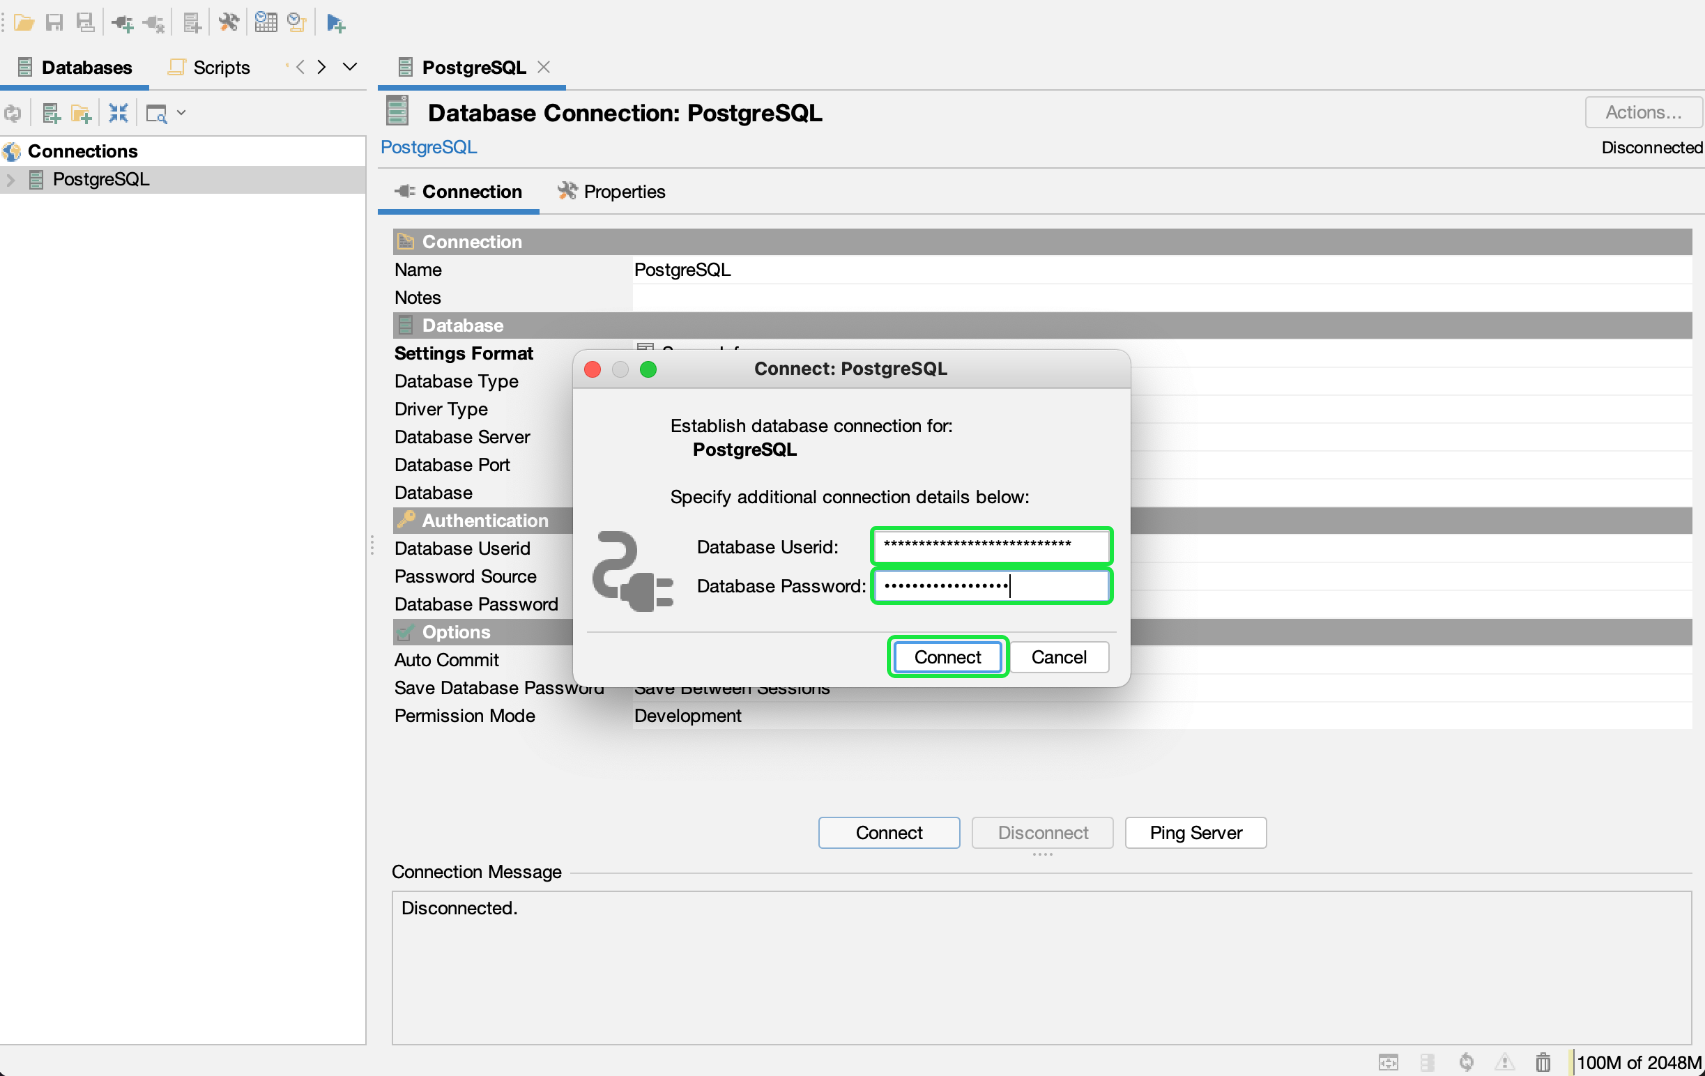 Databases
Scripts
PostgreSQL
Database Connection: PostgreSQL
Actions...
PostgreSQL
Disconnected
Connections
PostgreSQL
Connection
Properties
Connection
Name
PostgreSQL
Notes
Database
Settings Format
Database Type
Driver Type
Database Server
Database Port
Database
Authentication
Database Userid
Password Source
Database Password
Options
Auto Commit
Save Database Password
Save Between Sessions
Permission Mode
Development
Connect: PostgreSQL
Establish database connection for:
PostgreSQL
Specify additional connection details below:
Database Userid:
***************************
Database Password:
••••••••••••••••••
Connect
Cancel
Connect
Disconnect
Ping Server
Connection Message
Disconnected.
100M of 2048M